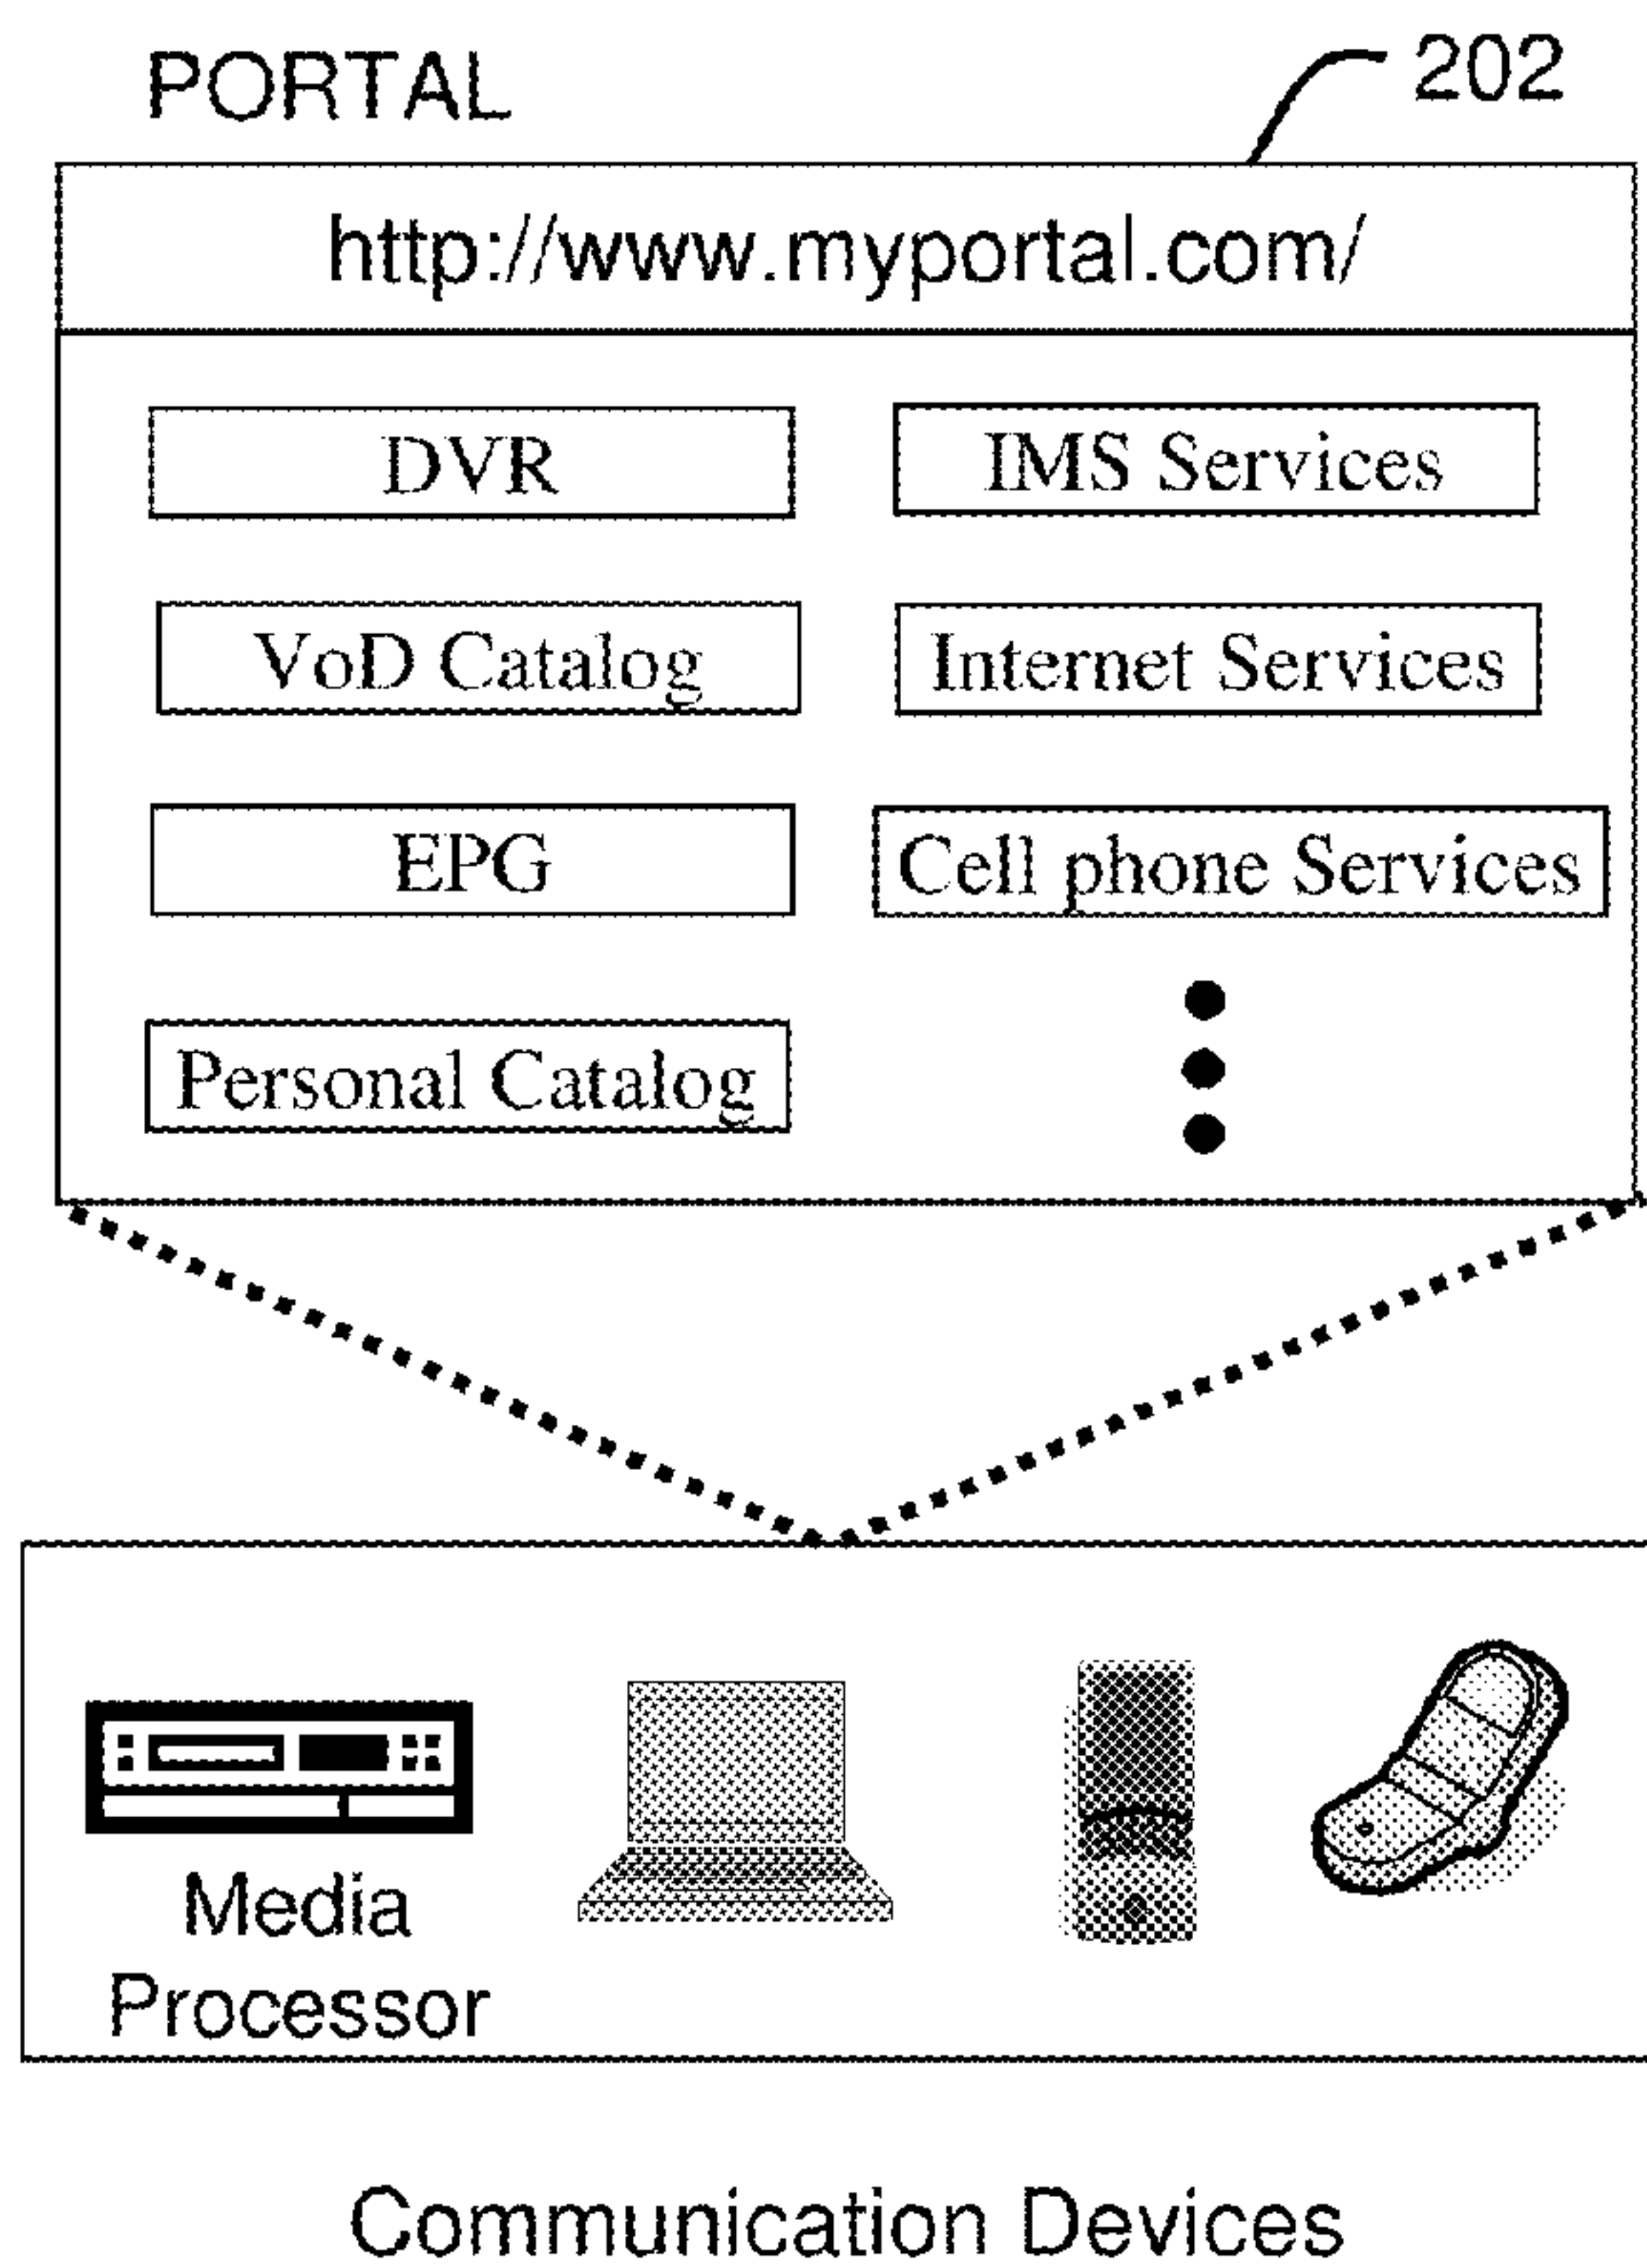 PORTAL
202
http://www.myportal.com/
DVR
IMS Services
VoD Catalog
Internet Services
EPG
Cell phone Services
Personal Catalog
Media
Processor
Communication Devices